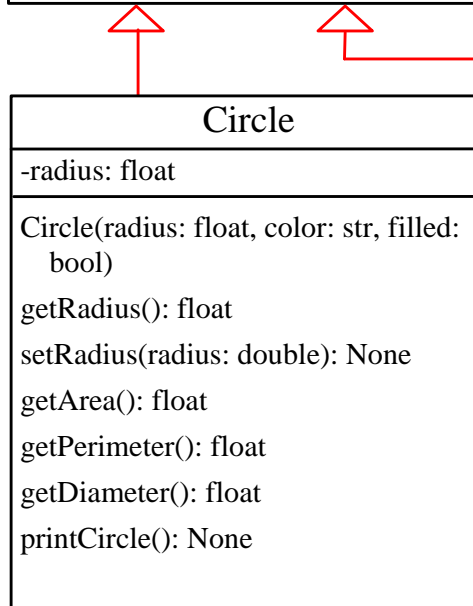 Circle
-radius: float
Circle(radius: float, color: str, filled:
bool)
getRadius(): float
setRadius(radius: double): None
getArea(): float
getPerimeter(): float
getDiameter(): float
printCircle(): None